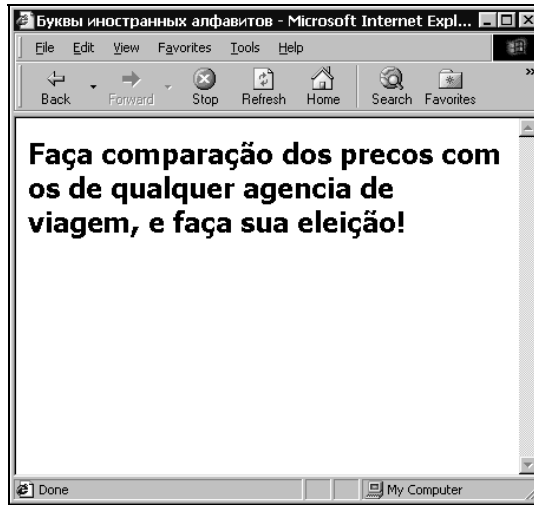 Буквы иностранных алфавитов - Microsoft Internet Expl...
File Edit View Favorites Tools Help
Back Forward Stop Refresh Home Search Favorites »
Faça comparação dos precos com
os de qualquer agencia de
viagem, e faça sua eleição!
Done My Computer